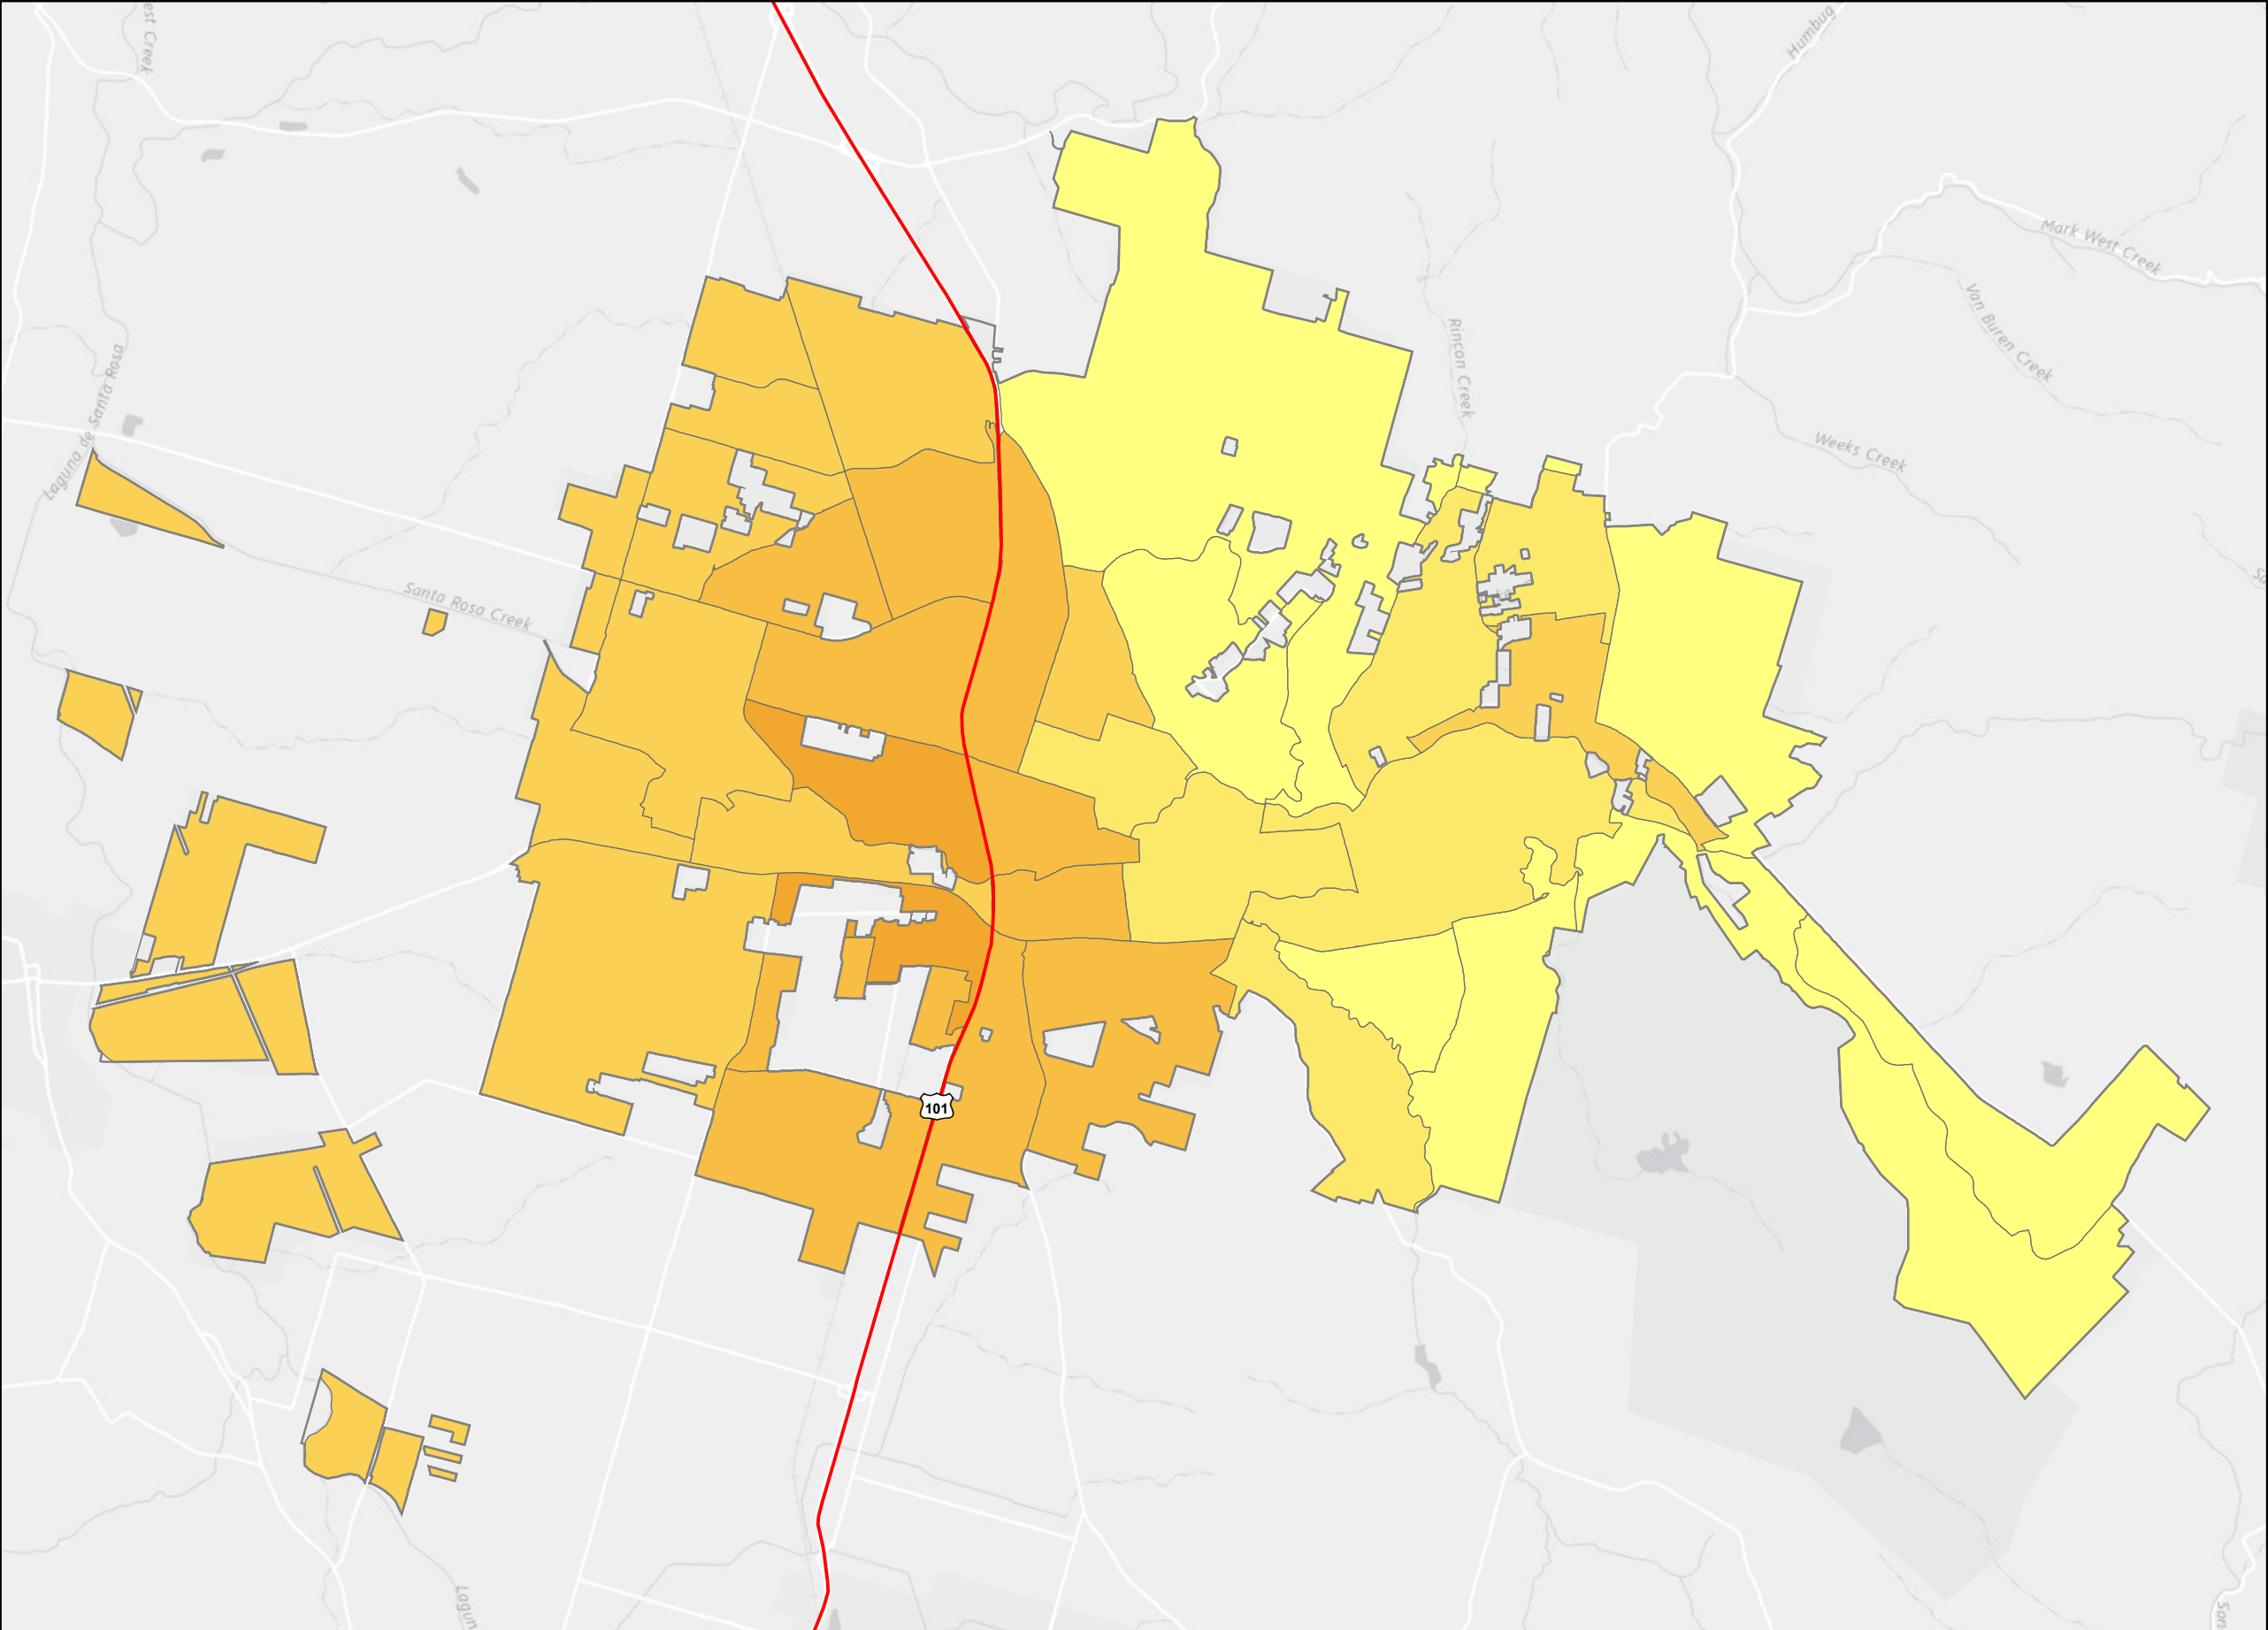 est Creek
Humbug
Mark West Creek
Van Buren Creek
Rincon Creek
Laguna de Santa Rosa
Weeks Creek
Santa Rosa Creek
101
Lagun
Son